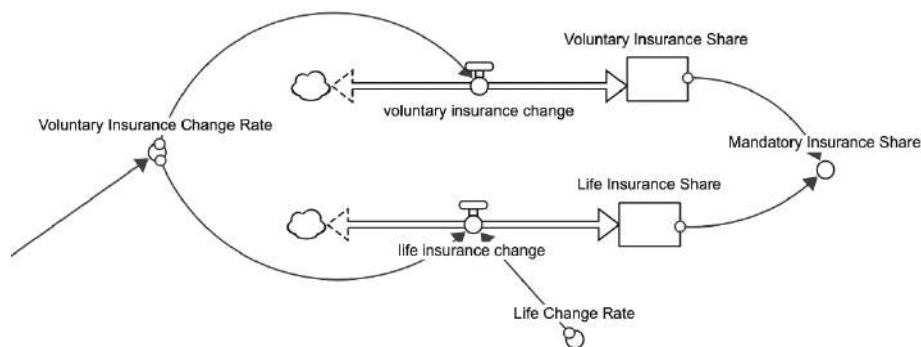 Voluntary Insurance Share
voluntary insurance change
Voluntary Insurance Change Rate
Mandatory Insurance Share
Life Insurance Share
life insurance change
Life Change Rate